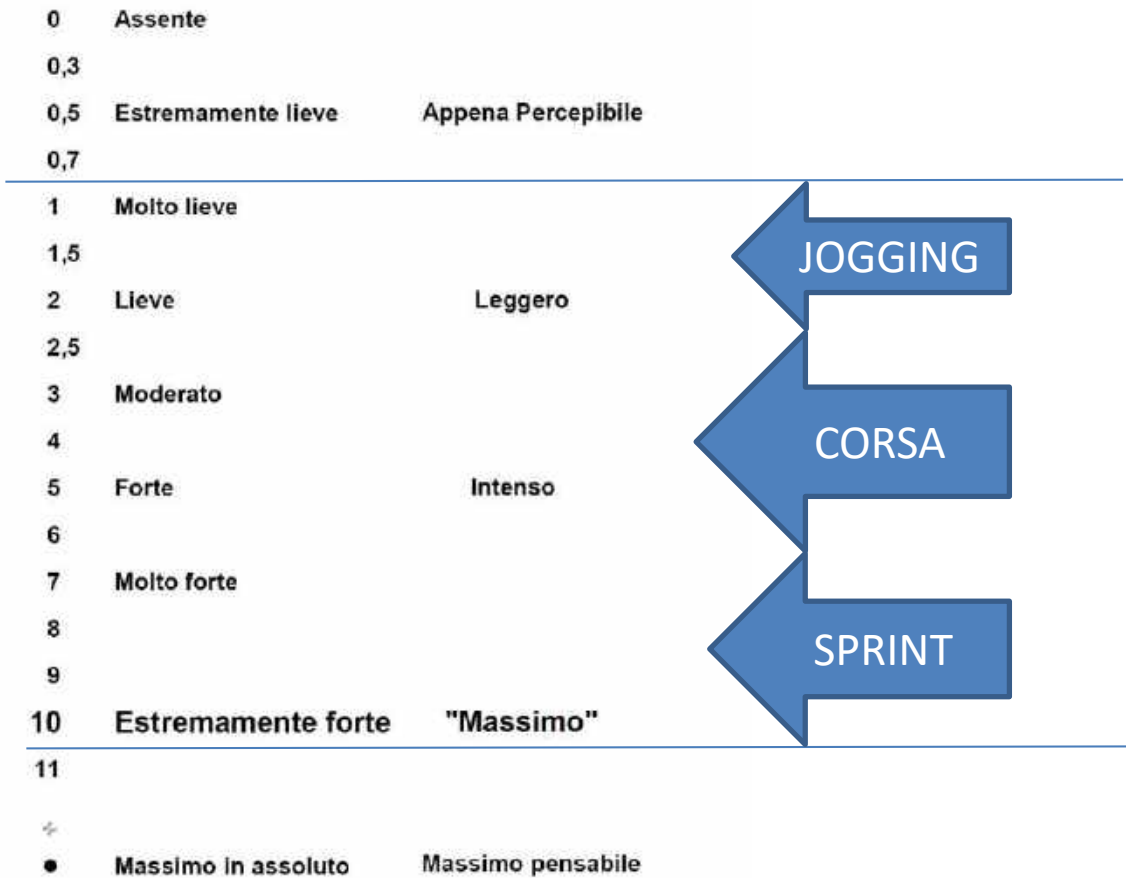 0 Assente
0,3
0,5 Estremamente lieve Appena Percepibile
0,7
1 Molto lieve
1,5
JOGGING
2 Lieve Leggero
2,5
3 Moderato
4
CORSA
5 Forte Intenso
6
7 Molto forte
8
SPRINT
9
10 Estremamente forte "Massimo"
11
• Massimo in assoluto Massimo pensabile